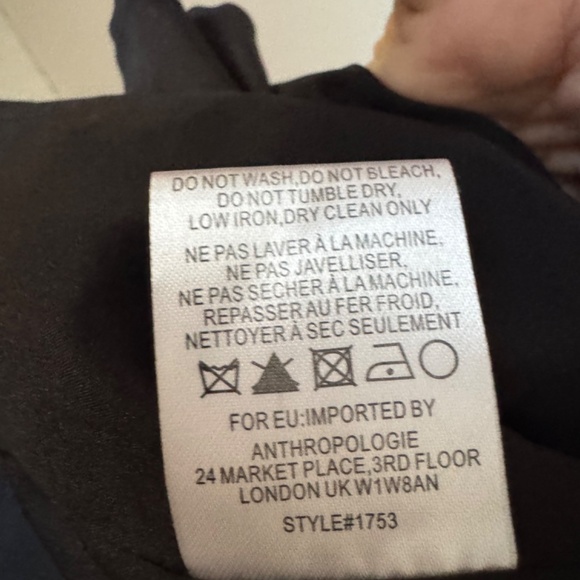 DO NOT WASH,DO NOT BLEACH,
DO NOT TUMBLE DRY,
LOW IRON,DRY CLEAN ONLY
NE PAS LAVER À LA MACHINE,
NE PAS JAVELLISER,
NE PAS SECHER À LA MACHINE,
REPASSER AU FER FROID,
NETTOYER À SEC SEULEMENT
FOR EU:IMPORTED BY
ANTHROPOLOGIE
24 MARKET PLACE,3RD FLOOR
LONDON UK W1W8AN
STYLE#1753